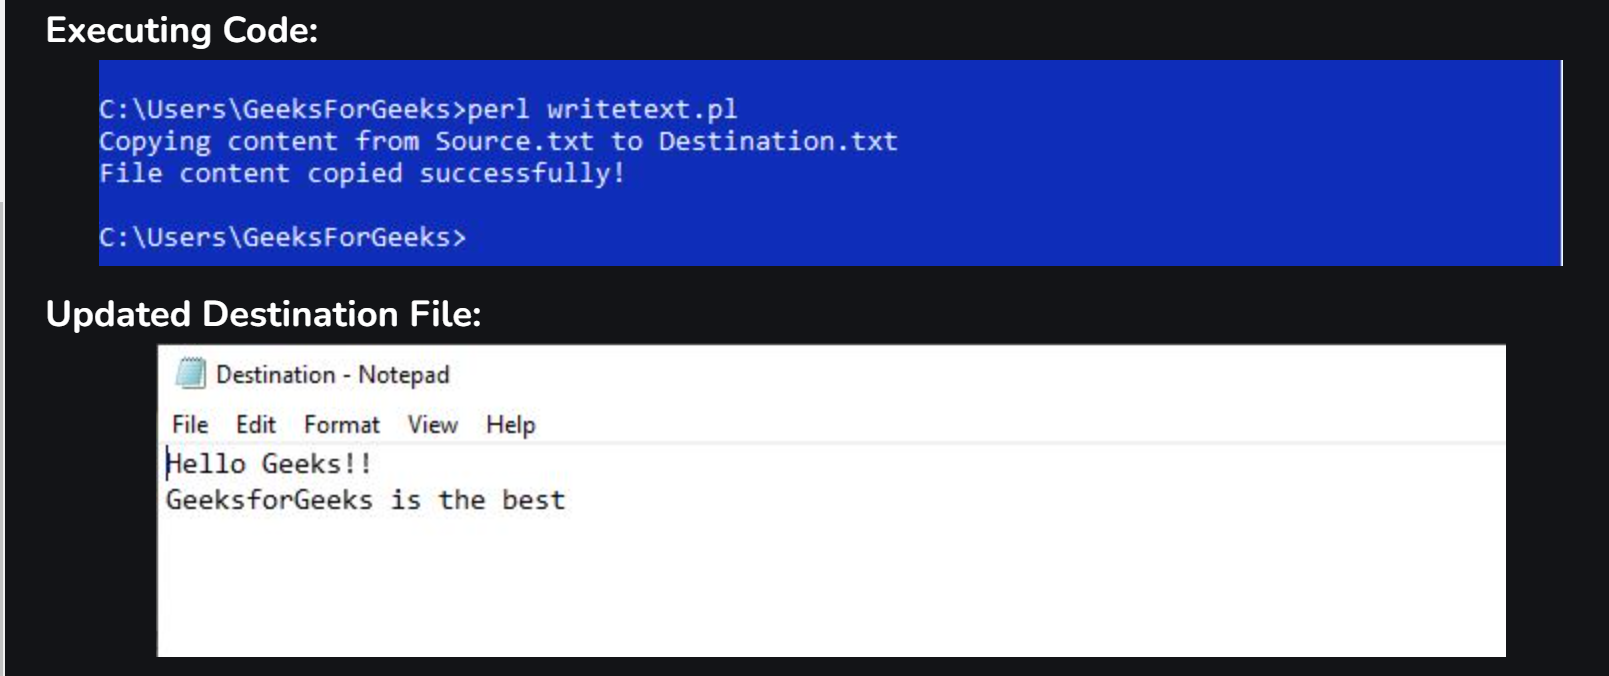 Executing Code:
C:\Users\GeeksForGeeks>perl writetext.pl
Copying content from Source.txt to Destination.txt
File content copied successfully!
C:\Users\GeeksForGeeks>
Updated Destination File:
Destination - Notepad
File Edit Format View Help
Hello Geeks!!
GeeksforGeeks is the best